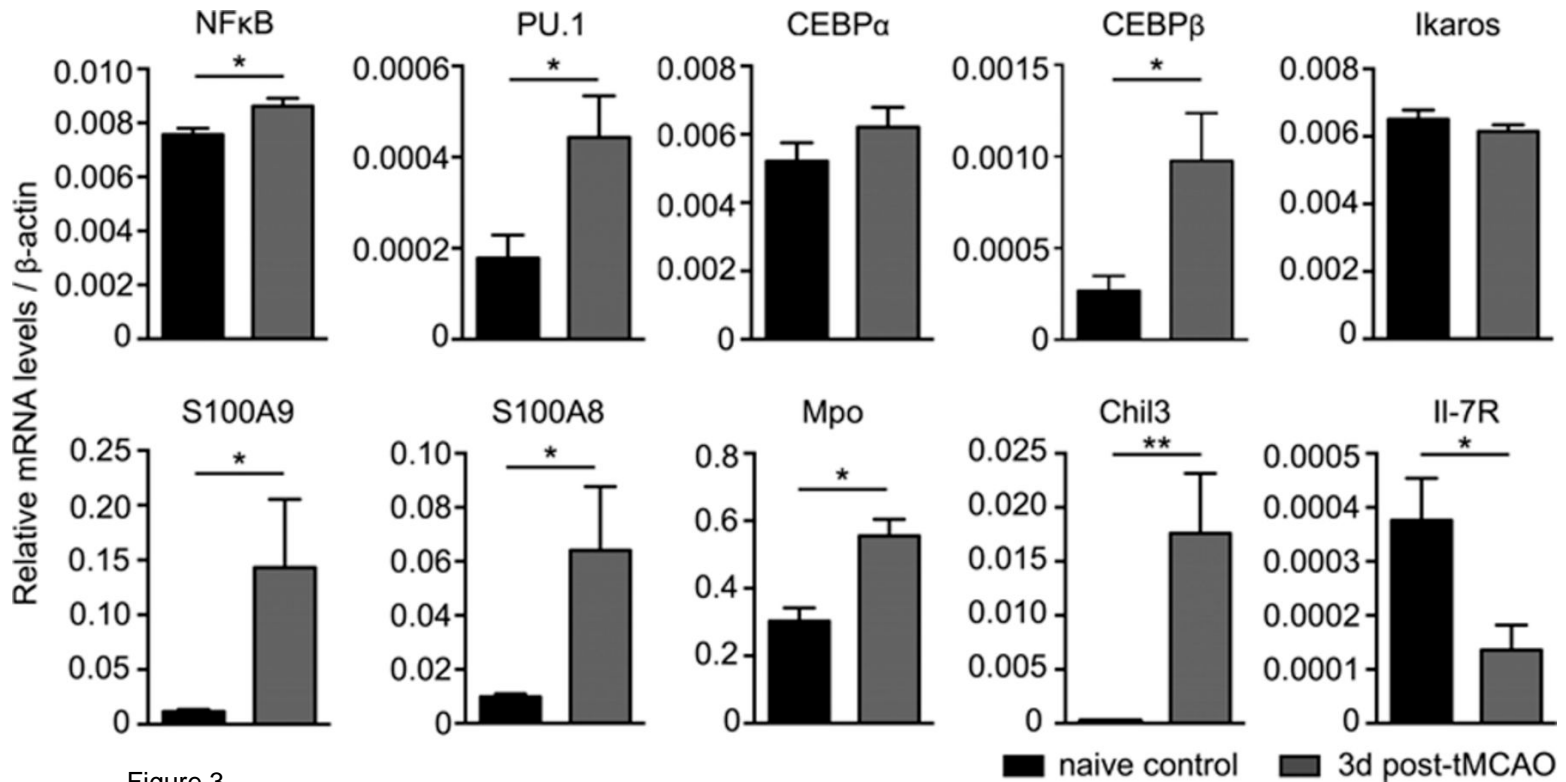 NFκB PU.1 CEBPα CEBPβ Ikaros
* * *
0.010 0.0006 0.008 0.0015 0.008
0.008 0.0004 0.006 0.0010 0.006
0.006 0.0002 0.004 0.0005 0.004
0.004 0 0.002 0 0.002
0.002 0 0
0
Relative mRNA levels / β-actin
S100A9 S100A8 Mpo Chil3 Il-7R
* * * ** *
0.25 0.10 0.8 0.025 0.0005
0.20 0.08 0.6 0.020 0.0004
0.15 0.06 0.4 0.015 0.0003
0.10 0.04 0.2 0.010 0.0002
0.05 0.02 0 0.005 0.0001
0 0 0 0
naive control 3d post-tMCAO
Figure 3